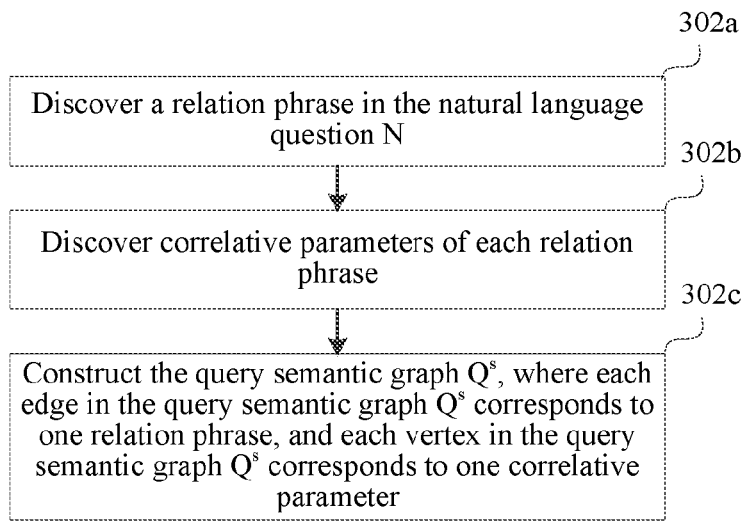 302a
Discover a relation phrase in the natural language
question N
302b
Discover correlative parameters of each relation
phrase
302c
Construct the query semantic graph Qˢ, where each
edge in the query semantic graph Qˢ corresponds to
one relation phrase, and each vertex in the query
semantic graph Qˢ corresponds to one correlative
parameter